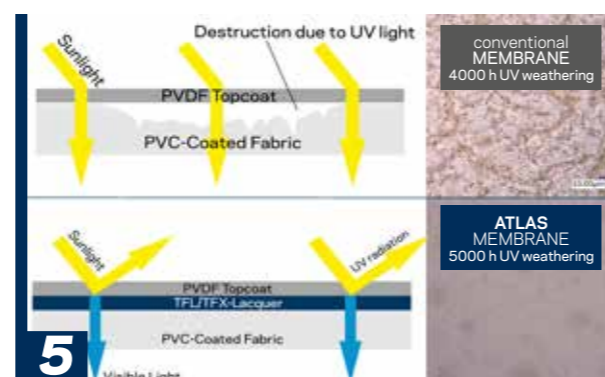 Destruction due to UV light
Sunlight
PVDF Topcoat
PVC-Coated Fabric
conventional
MEMBRANE
4000 h UV weathering
Sunlight
UV radiation
PVDF Topcoat
TFL/TFX-Lacquer
PVC-Coated Fabric
Visible Light
ATLAS
MEMBRANE
5000 h UV weathering
5